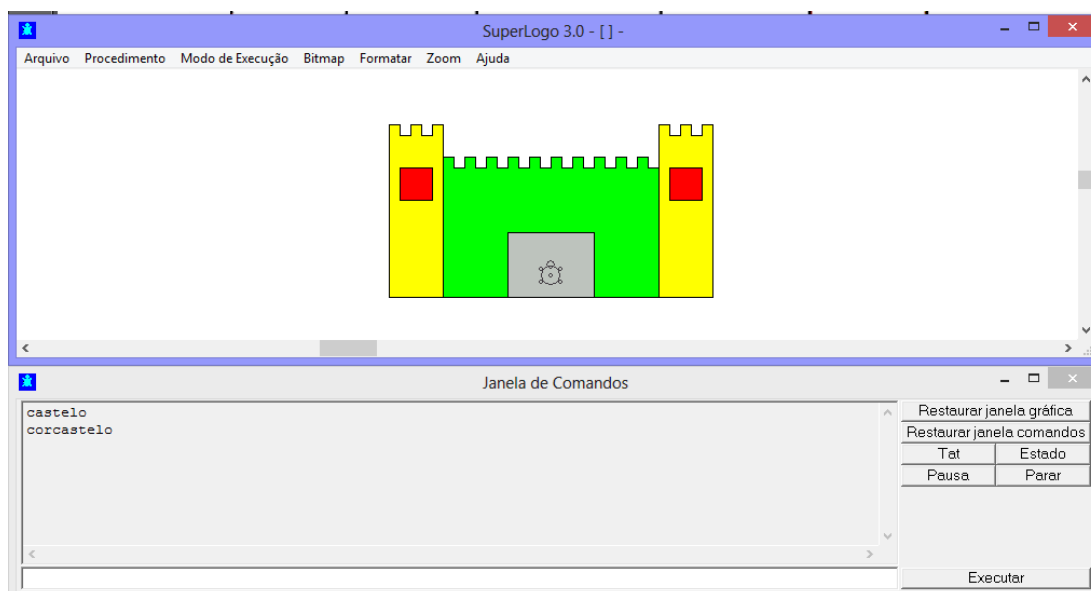 SuperLogo 3.0 - [ ] -
Arquivo Procedimento Modo de Execução Bitmap Formatar Zoom Ajuda
Janela de Comandos
castelo
corcastelo
Restaurar janela gráfica
Restaurar janela comandos
Tat Estado
Pausa Parar
Executar